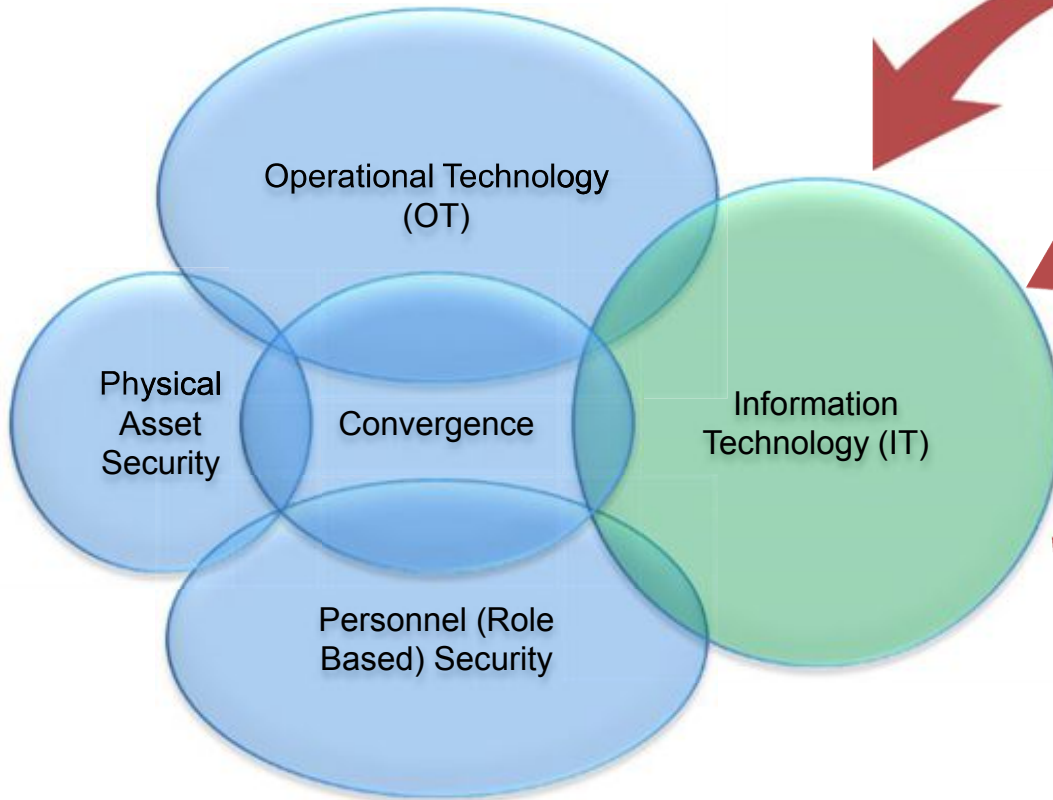 Operational Technology
(OT)
Physical
Asset
Security
Convergence
Information
Technology (IT)
Personnel (Role
Based) Security